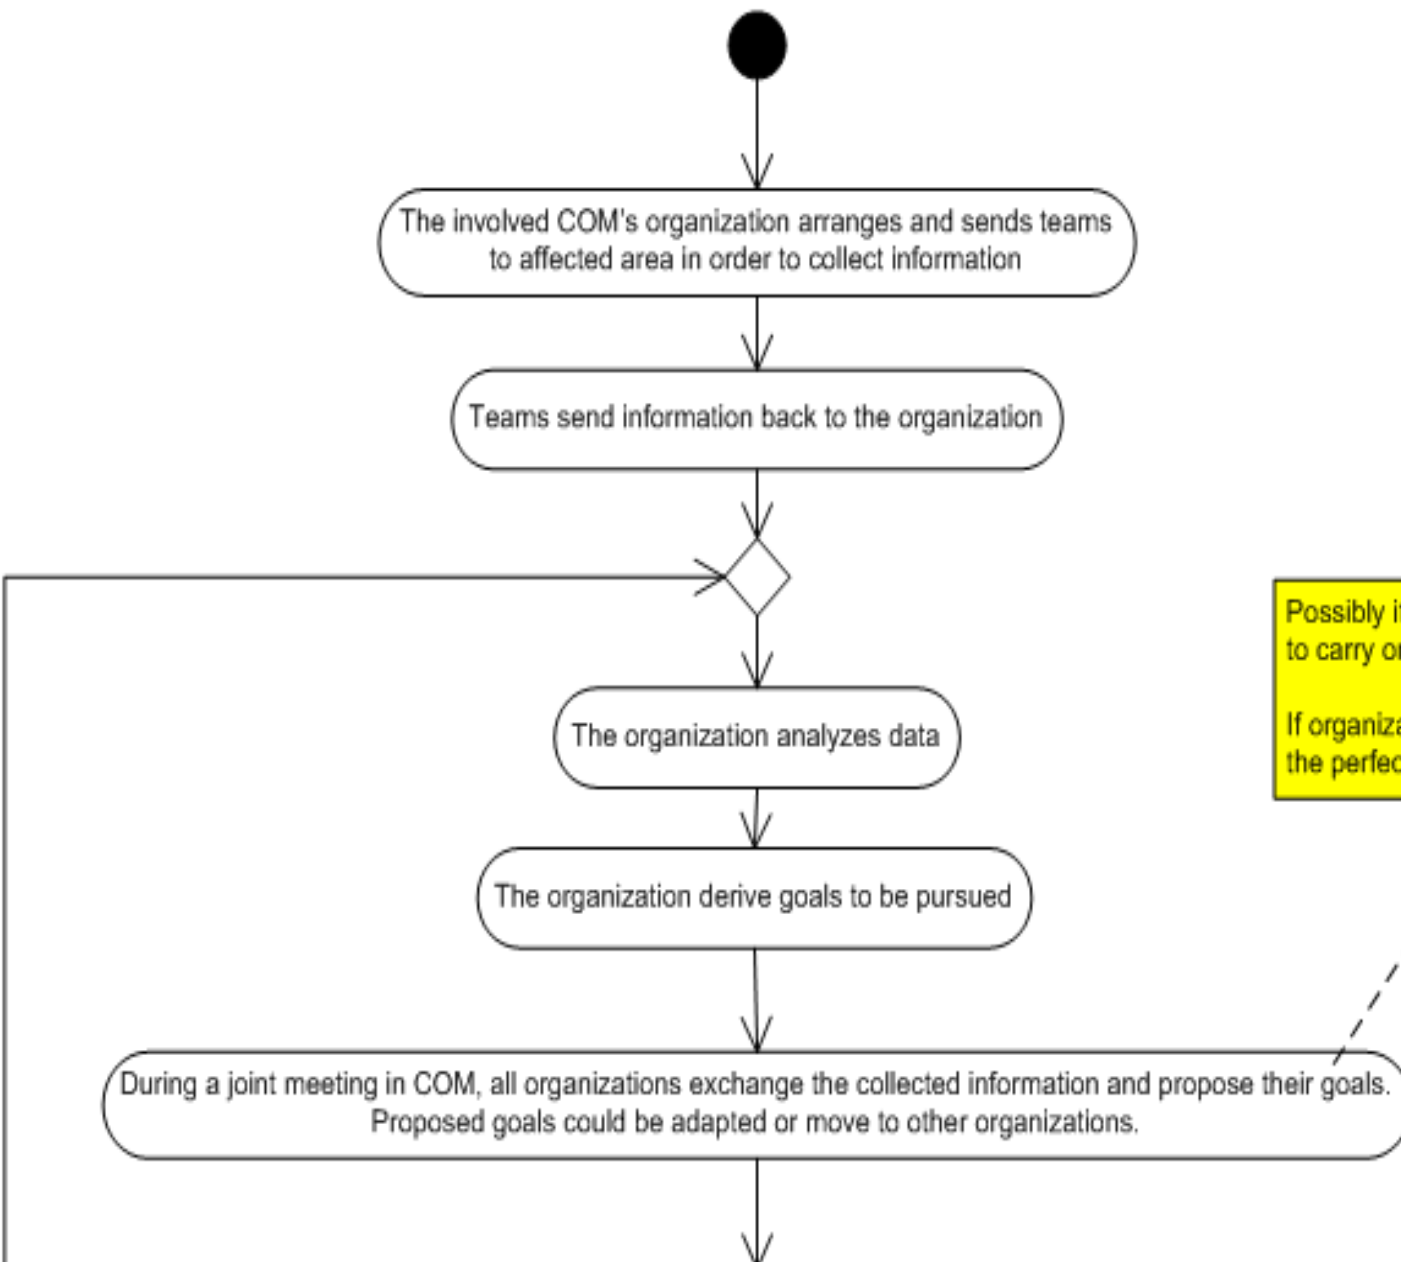 The involved COM's organization arranges and sends teams
to affected area in order to collect information
Teams send information back to the organization
Possibly
to carry
If
the
The organization analyzes data
The organization derive goals to be pursued
During a joint meeting in COM, all organizations exchange the collected information and propose their goals.
Proposed goals could be adapted or move to other organizations.